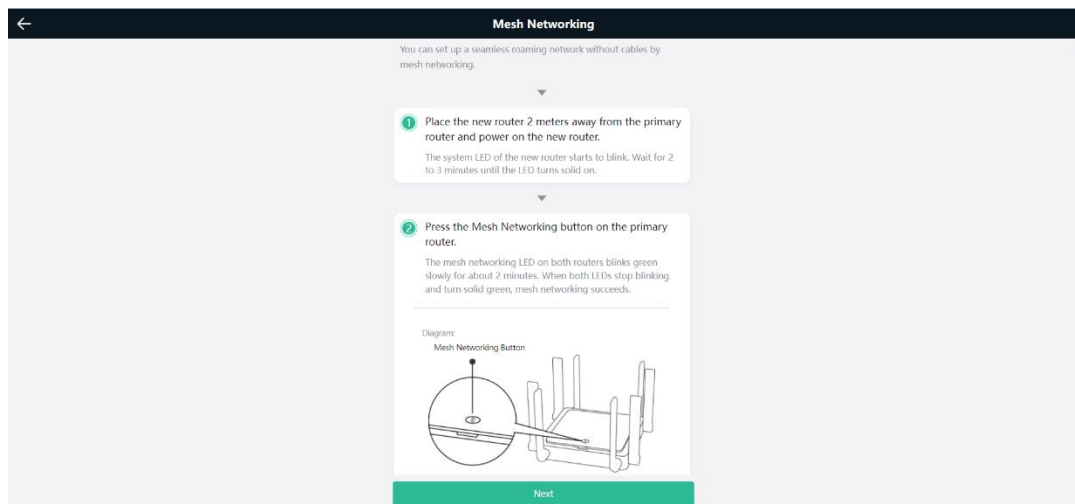 Mesh Networking
You can set up a seamless roaming network without cables by
mesh networking.
1 Place the new router 2 meters away from the primary
router and power on the new router.
The system LED of the new router starts to blink. Wait for 2
to 3 minutes until the LED turns solid on.
2 Press the Mesh Networking button on the primary
router.
The mesh networking LED on both routers blinks green
slowly for about 2 minutes. When both LEDs stop blinking
and turn solid green, mesh networking succeeds.
Diagram:
Mesh Networking Button
Next